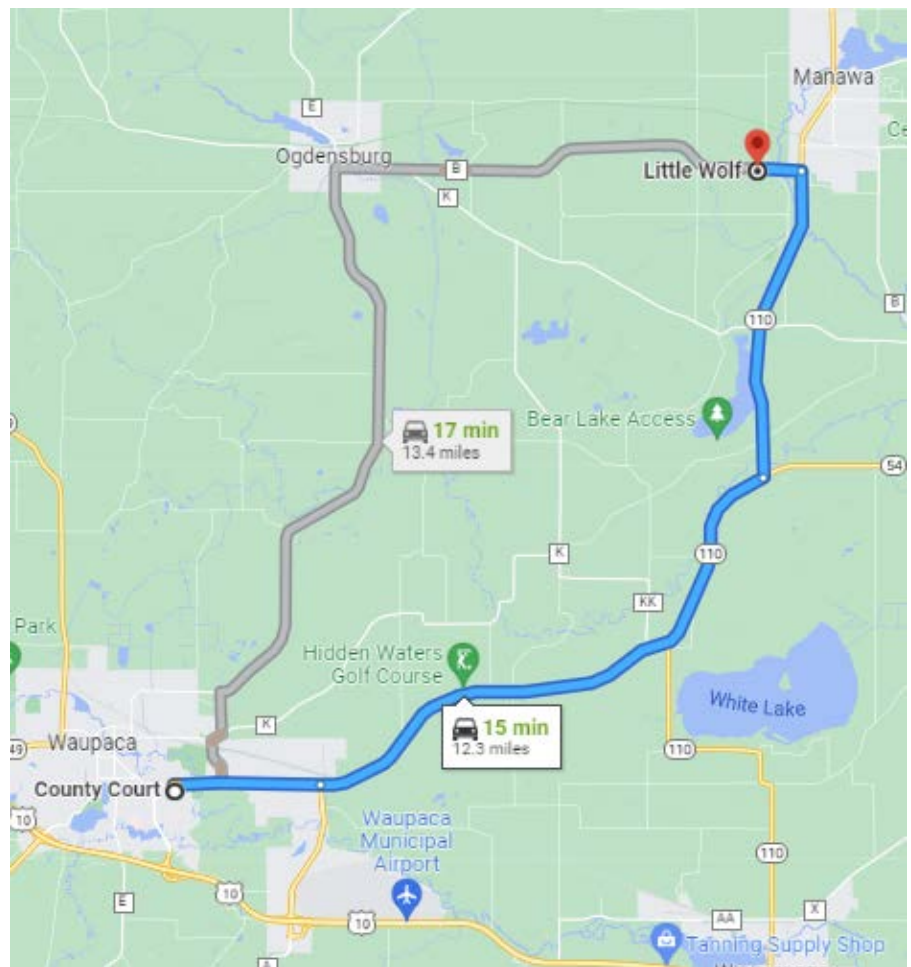 Manawa
Ce
E
Ogdensburg
B
Little Wolf
K
B
110
Bear Lake Access
17 min
13.4 miles
54
110
K
KK
Park
Hidden Waters
Golf Course
White Lake
K
15 min
12.3 miles
49
Waupaca
110
County Court
10
Waupaca
Municipal
Airport
110
E
10
10
AA
X
Tanning Supply Shop